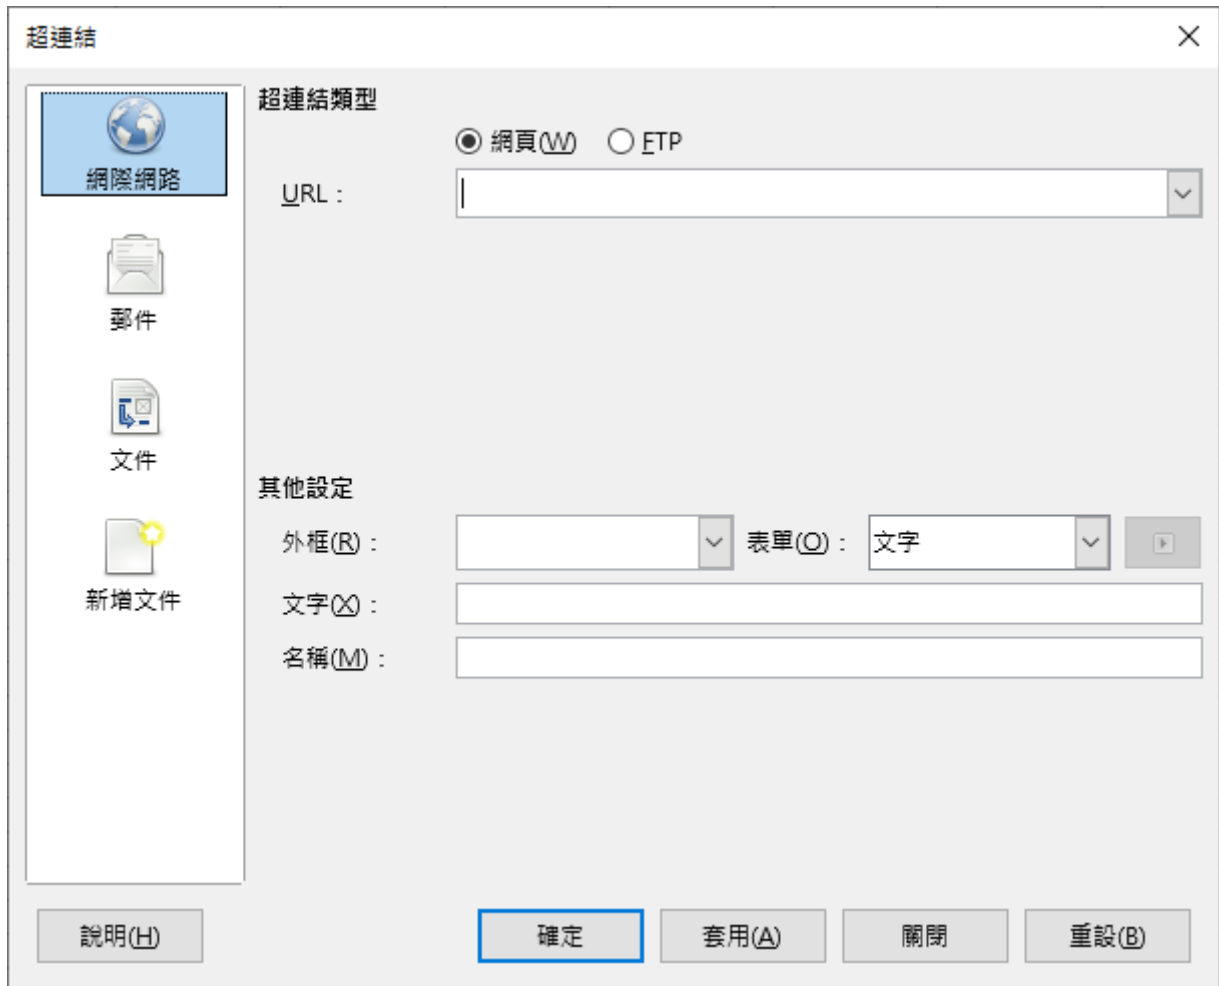 超連結
網際網路
郵件
文件
新增文件
超連結類型
網頁(W) FTP
URL：
其他設定
外框(R)： 表單(O)： 文字
文字(X)：
名稱(M)：
說明(H) 確定 套用(A) 關閉 重設(B)